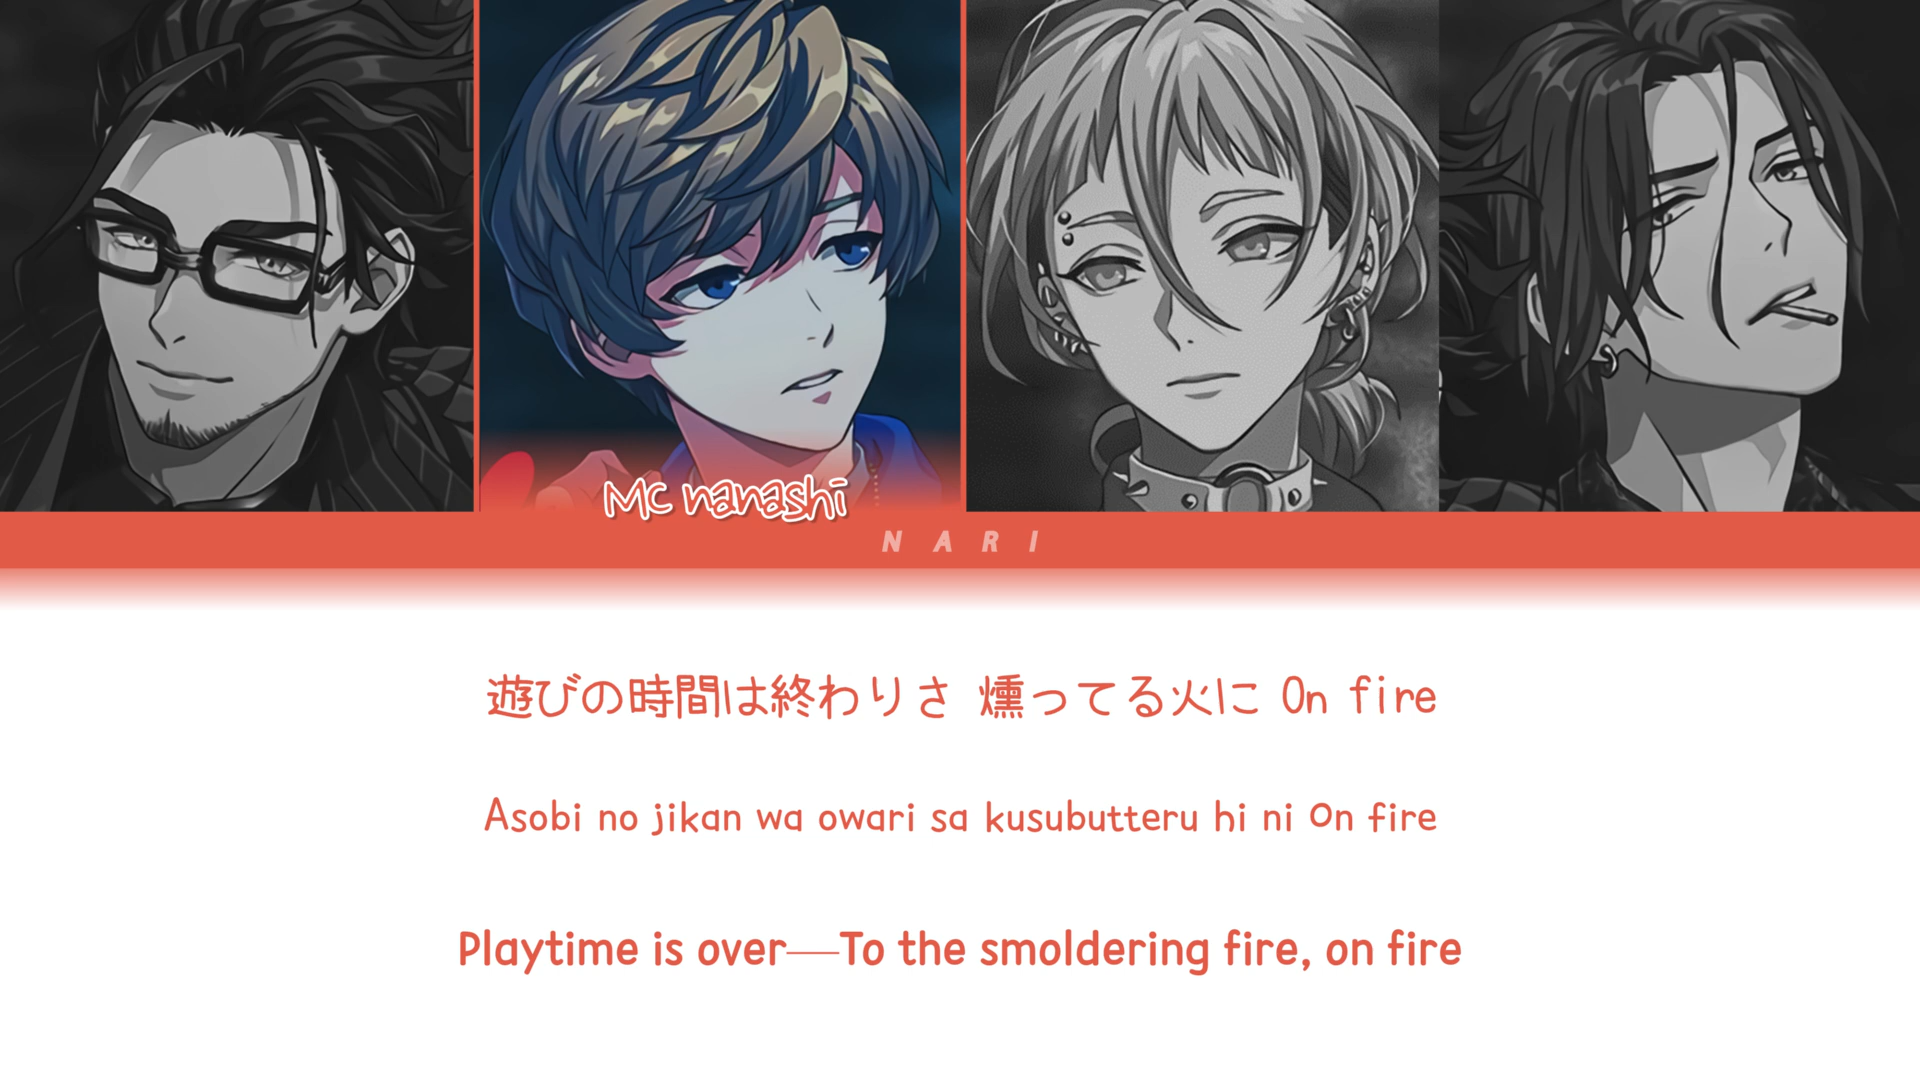 Mc nanashi
NARI
遊びの時間は終わりさ 燻ってる火に On fire
Asobi no jikan wa owari sa kusubutteru hi ni On fire
Playtime is over──To the smoldering fire, on fire